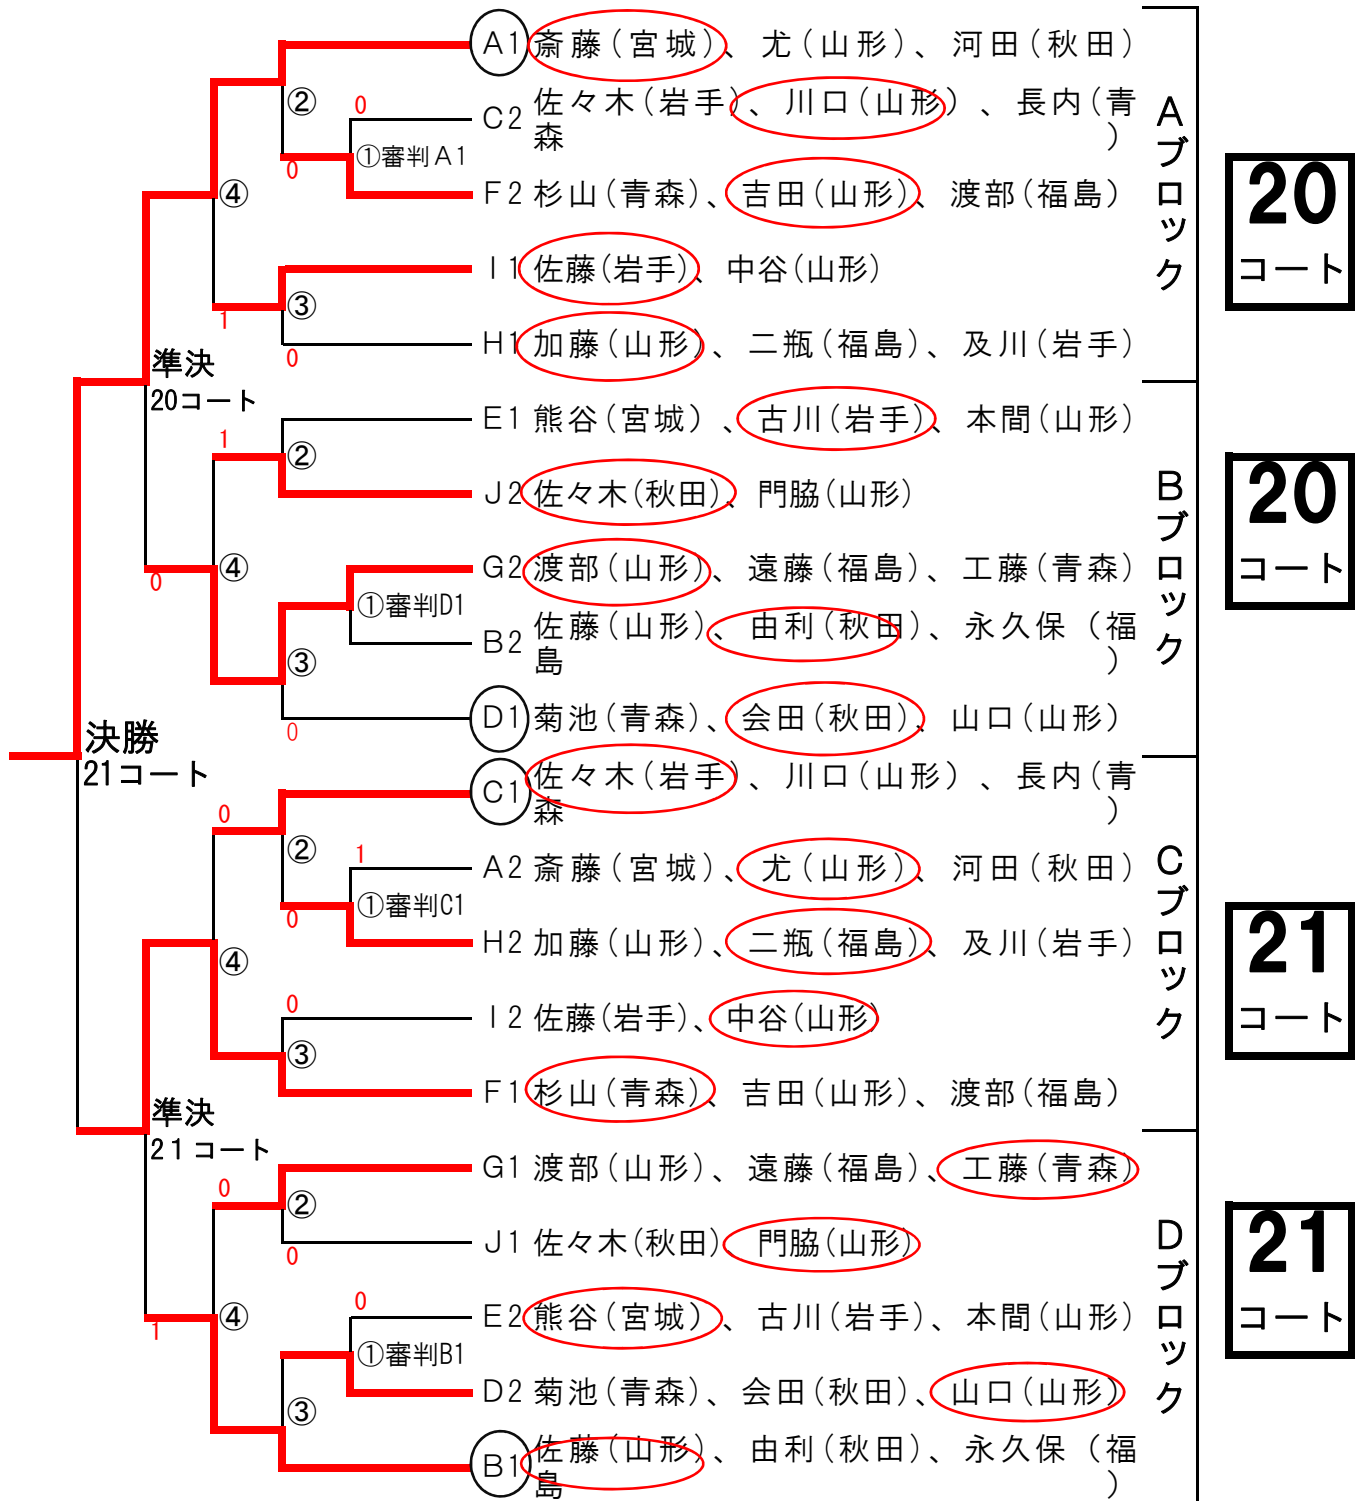 A1 斎藤(宮城)、尤(山形)、河田(秋田)
②
0
C2 佐々木(岩手)、川口(山形)、長内(青
森)
①審判A1
0
F2 杉山(青森)、吉田(山形)、渡部(福島)
④
I1 佐藤(岩手)、中谷(山形)
③
1
H1 加藤(山形)、二瓶(福島)、及川(岩手)
0
Aブロック
20
コート
準決
20コート
E1 熊谷(宮城)、古川(岩手)、本間(山形)
1
②
J2 佐々木(秋田)、門脇(山形)
④
0
G2 渡部(山形)、遠藤(福島)、工藤(青森)
①審判D1
B2 佐藤(山形)、由利(秋田)、永久保(福
島)
③
D1 菊池(青森)、会田(秋田)、山口(山形)
0
Bブロック
20
コート
決勝
21コート
C1 佐々木(岩手)、川口(山形)、長内(青
森)
0
②
1
A2 斎藤(宮城)、尤(山形)、河田(秋田)
①審判C1
0
H2 加藤(山形)、二瓶(福島)、及川(岩手)
④
0
I2 佐藤(岩手)、中谷(山形)
③
F1 杉山(青森)、吉田(山形)、渡部(福島)
Cブロック
21
コート
準決
21コート
G1 渡部(山形)、遠藤(福島)、工藤(青森)
0
②
J1 佐々木(秋田)、門脇(山形)
0
0
E2 熊谷(宮城)、古川(岩手)、本間(山形)
④
1
①審判B1
D2 菊池(青森)、会田(秋田)、山口(山形)
③
B1 佐藤(山形)、由利(秋田)、永久保(福
島)
Dブロック
21
コート